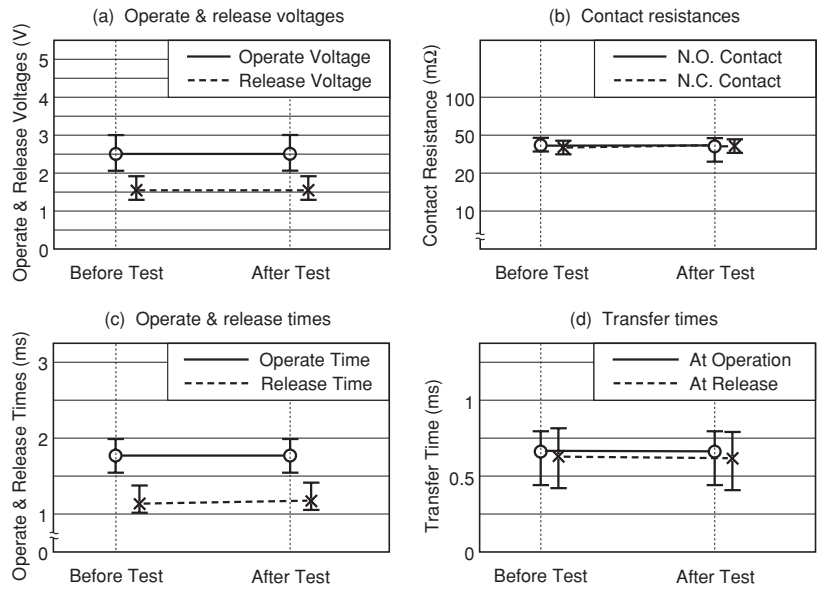 (a) Operate & release voltages
Operate & Release Voltages (V)
5
4
3
2
1
0
Operate Voltage
Release Voltage
Before Test
After Test
(b) Contact resistances
Contact Resistance (mΩ)
100
50
20
10
N.O. Contact
N.C. Contact
Before Test
After Test
(c) Operate & release times
Operate & Release Times (ms)
3
2
1
0
Operate Time
Release Time
Before Test
After Test
(d) Transfer times
Transfer Time (ms)
1
0.5
0
At Operation
At Release
Before Test
After Test